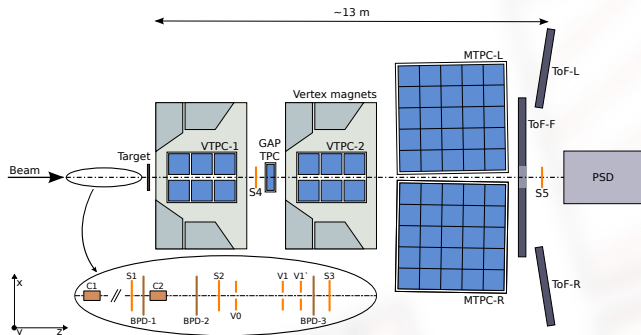 ~13 m
MTPC-L
ToF-L
Vertex magnets
ToF-F
GAP
TPC
VTPC-1
VTPC-2
Target
Beam
S4
S5
PSD
S1
S2
V1
V1`
S3
C1
C2
BPD-1
BPD-2
V0
BPD-3
MTPC-R
ToF-R
x
y
z